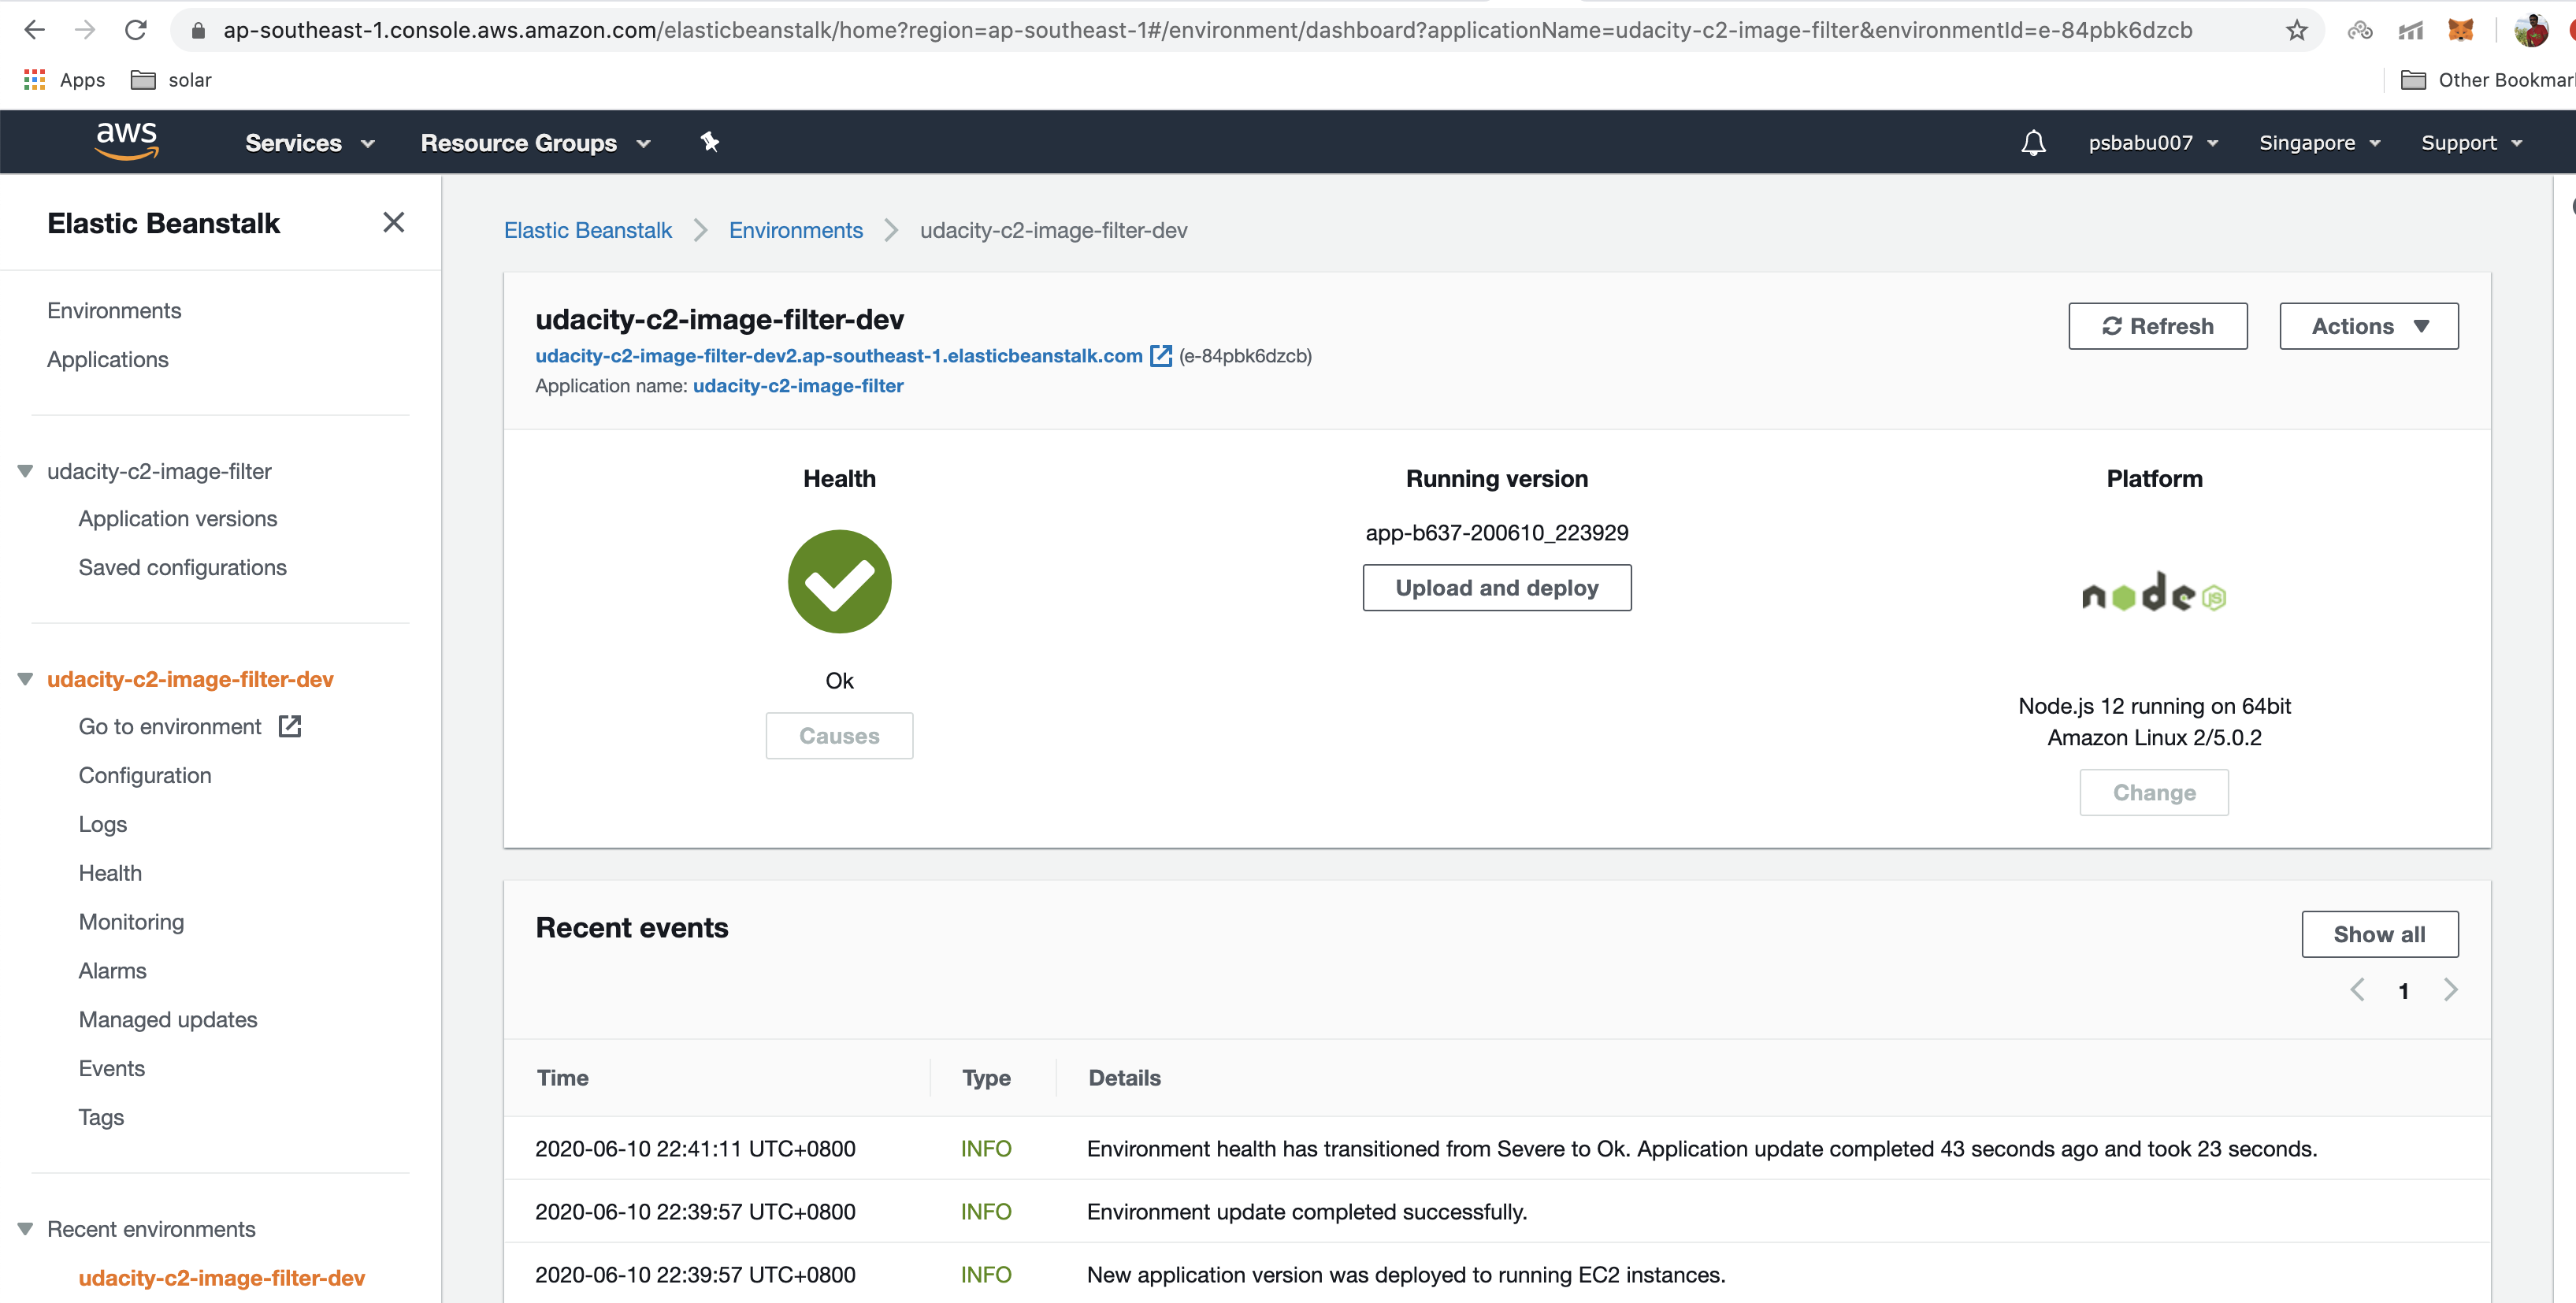 ap-southeast-1.console.aws.amazon.com/elasticbeanstalk/home?region=ap-southeast-1#/environment/dashboard?applicationName=udacity-c2-image-filter&environmentId=e-84pbk6dzcb
Apps
solar
Other Bookmar
aws
Services
Resource Groups
psbabu007
Singapore
Support
Elastic Beanstalk
Environments
Applications
udacity-c2-image-filter
Application versions
Saved configurations
udacity-c2-image-filter-dev
Go to environment
Configuration
Logs
Health
Monitoring
Alarms
Managed updates
Events
Tags
Recent environments
udacity-c2-image-filter-dev
Elastic Beanstalk
Environments
udacity-c2-image-filter-dev
udacity-c2-image-filter-dev
udacity-c2-image-filter-dev2.ap-southeast-1.elasticbeanstalk.com (e-84pbk6dzcb)
Application name: udacity-c2-image-filter
Refresh
Actions
Health
Ok
Causes
Running version
app-b637-200610_223929
Upload and deploy
Platform
node JS
Node.js 12 running on 64bit
Amazon Linux 2/5.0.2
Change
Recent events
Show all
1
Time Type Details
2020-06-10 22:41:11 UTC+0800 INFO Environment health has transitioned from Severe to Ok. Application update completed 43 seconds ago and took 23 seconds.
2020-06-10 22:39:57 UTC+0800 INFO Environment update completed successfully.
2020-06-10 22:39:57 UTC+0800 INFO New application version was deployed to running EC2 instances.